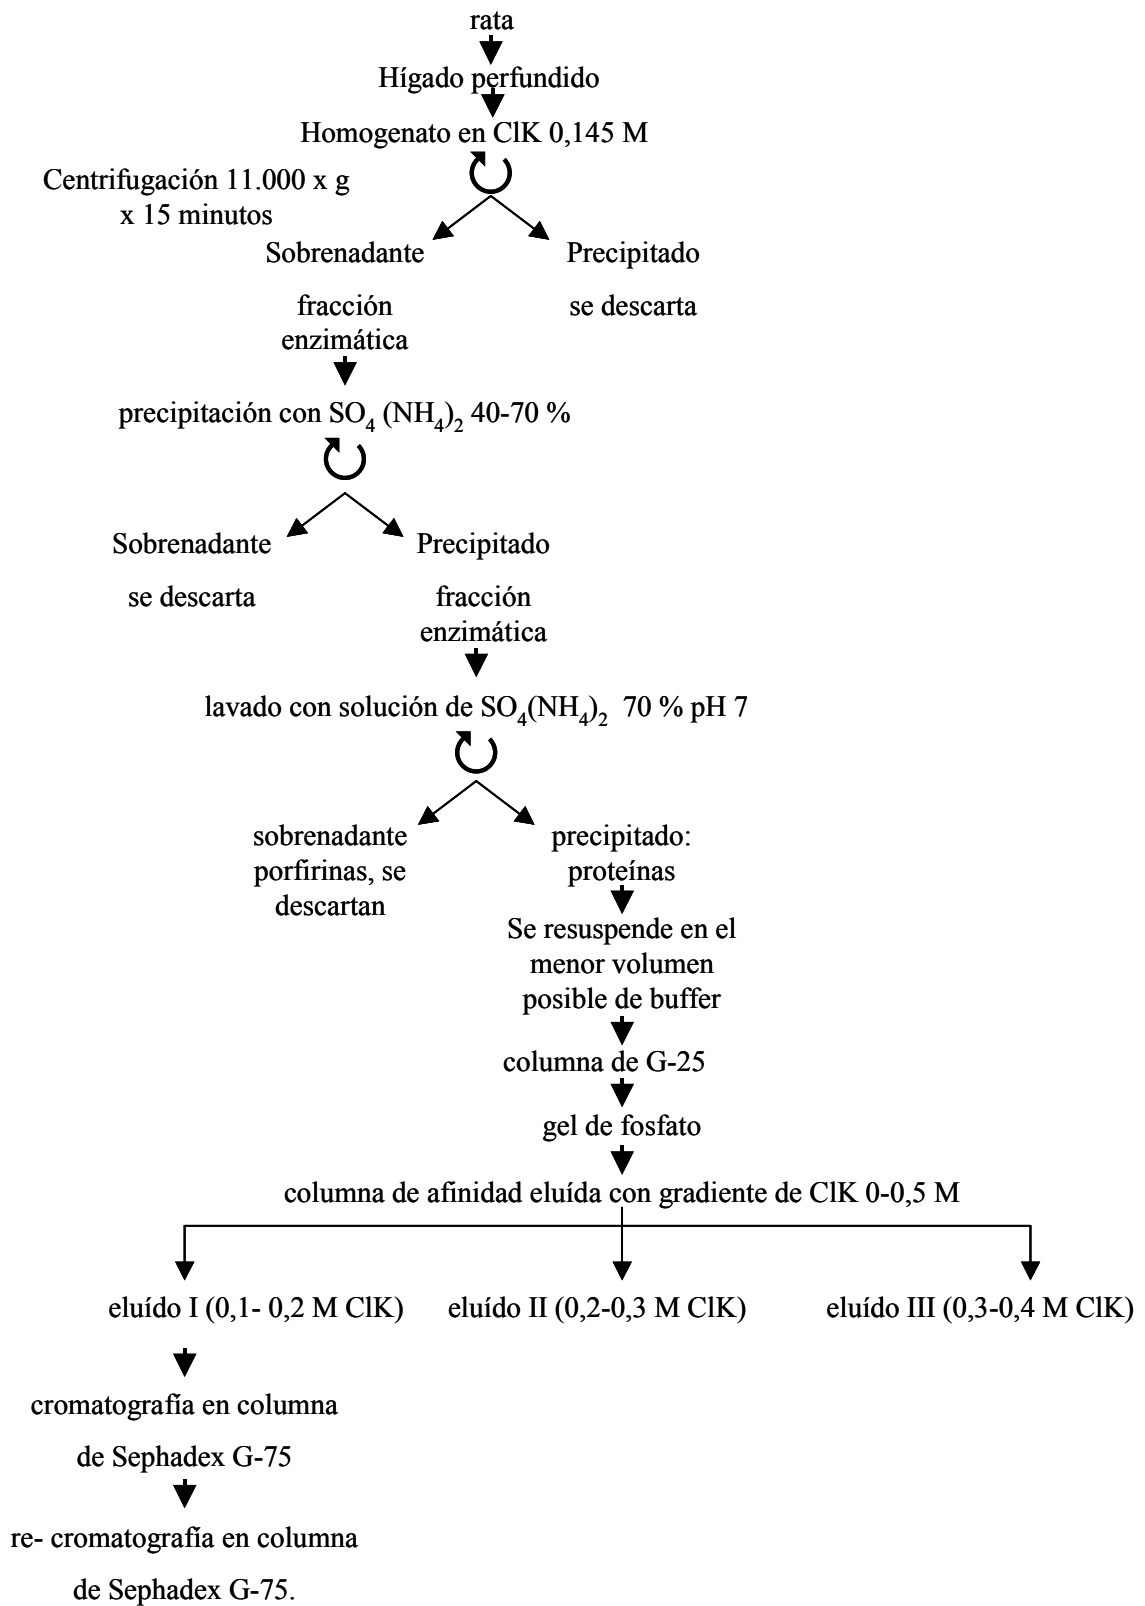 rata
Hígado perfundido
Homogenato en ClK 0,145 M
Centrifugación 11.000 x g
x 15 minutos
Sobrenadante
Precipitado
fracción
enzimática
se descarta
precipitación con SO4 (NH4)2 40-70 %
Sobrenadante
Precipitado
se descarta
fracción
enzimática
lavado con solución de SO4(NH4)2 70 % pH 7
sobrenadante
porfirinas, se
descartan
precipitado:
proteínas
Se resuspende en el
menor volumen
posible de buffer
columna de G-25
gel de fosfato
columna de afinidad eluída con gradiente de ClK 0-0,5 M
eluído I (0,1- 0,2 M ClK)
eluído II (0,2-0,3 M ClK)
eluído III (0,3-0,4 M ClK)
cromatografía en columna
de Sephadex G-75
re- cromatografía en columna
de Sephadex G-75.